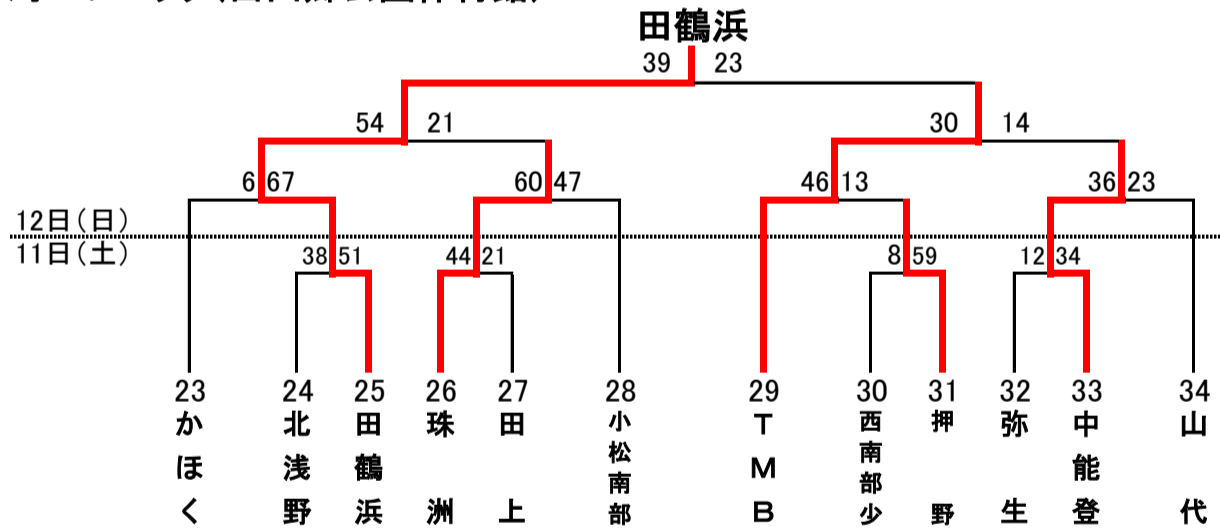 田鶴浜
39 23
54 21 30 14
6 67 60 47 46 13 36 23
12日(日)
11日(土)
38 51 44 21 8 59 12 34
23 24 25 26 27 28 29 30 31 32 33 34
かほく
北浅野
田鶴浜
珠洲
田上
小松南部
TMB
西南部少
押野
弥生
中能登
山代